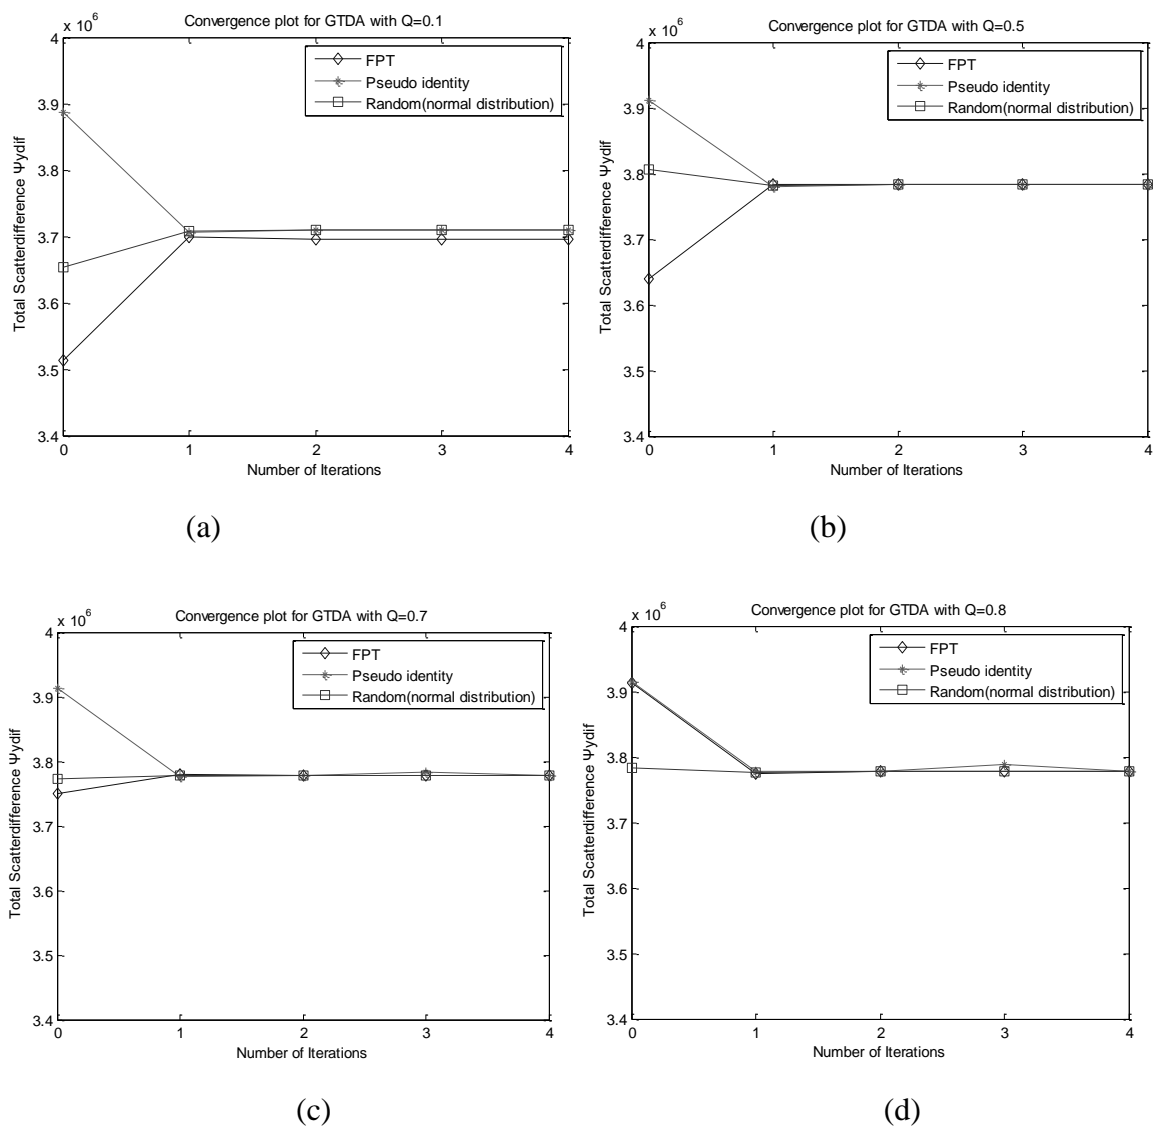 Convergence plot for GTDA with Q=0.1
x 10^6
4
3.9
3.8
3.7
3.6
3.5
3.4
Total Scatterdifference Ψydif
FPT
Pseudo identity
Random(normal distribution)
0 1 2 3 4
Number of Iterations
(a)
Convergence plot for GTDA with Q=0.5
x 10^6
4
3.9
3.8
3.7
3.6
3.5
3.4
Total Scatterdifference Ψydif
FPT
Pseudo identity
Random(normal distribution)
0 1 2 3 4
Number of Iterations
(b)
Convergence plot for GTDA with Q=0.7
x 10^6
4
3.9
3.8
3.7
3.6
3.5
3.4
Total Scatterdifference Ψydif
FPT
Pseudo identity
Random(normal distribution)
0 1 2 3 4
Number of Iterations
(c)
Convergence plot for GTDA with Q=0.8
x 10^6
4
3.9
3.8
3.7
3.6
3.5
3.4
Total Scatterdifference Ψydif
FPT
Pseudo identity
Random(normal distribution)
0 1 2 3 4
Number of Iterations
(d)